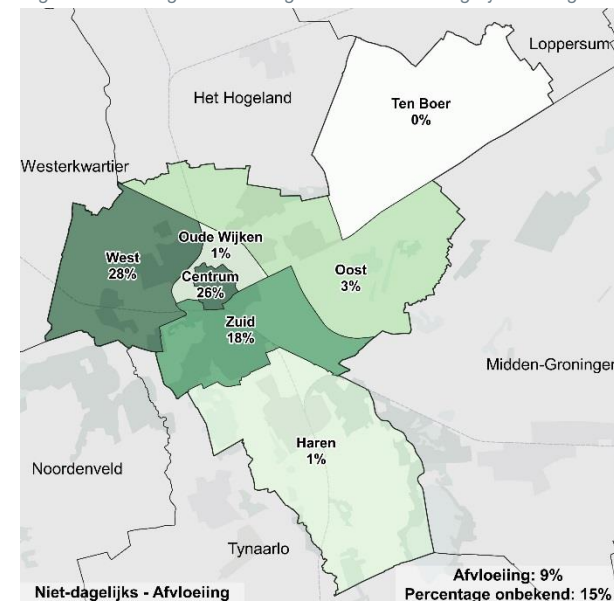 Loppersum
Het Hogeland
Ten Boer
0%
Westerkwartier
Oude Wijken
1%
West
28%
Centrum
26%
Oost
3%
Zuid
18%
Midden-Groningen
Haren
1%
Noordenveld
Tynaarlo
Afvloeiing: 9%
Niet-dagelijks - Afvloeiing
Percentage onbekend: 15%